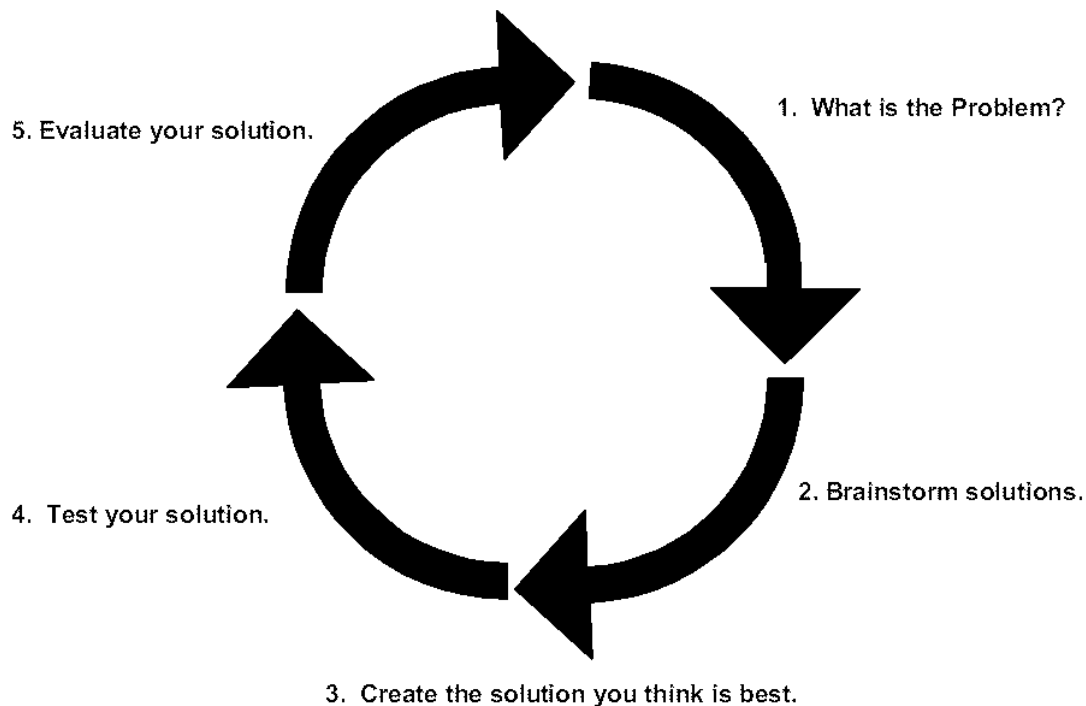 1. What is the Problem?
2. Brainstorm solutions.
3. Create the solution you think is best.
4. Test your solution.
5. Evaluate your solution.